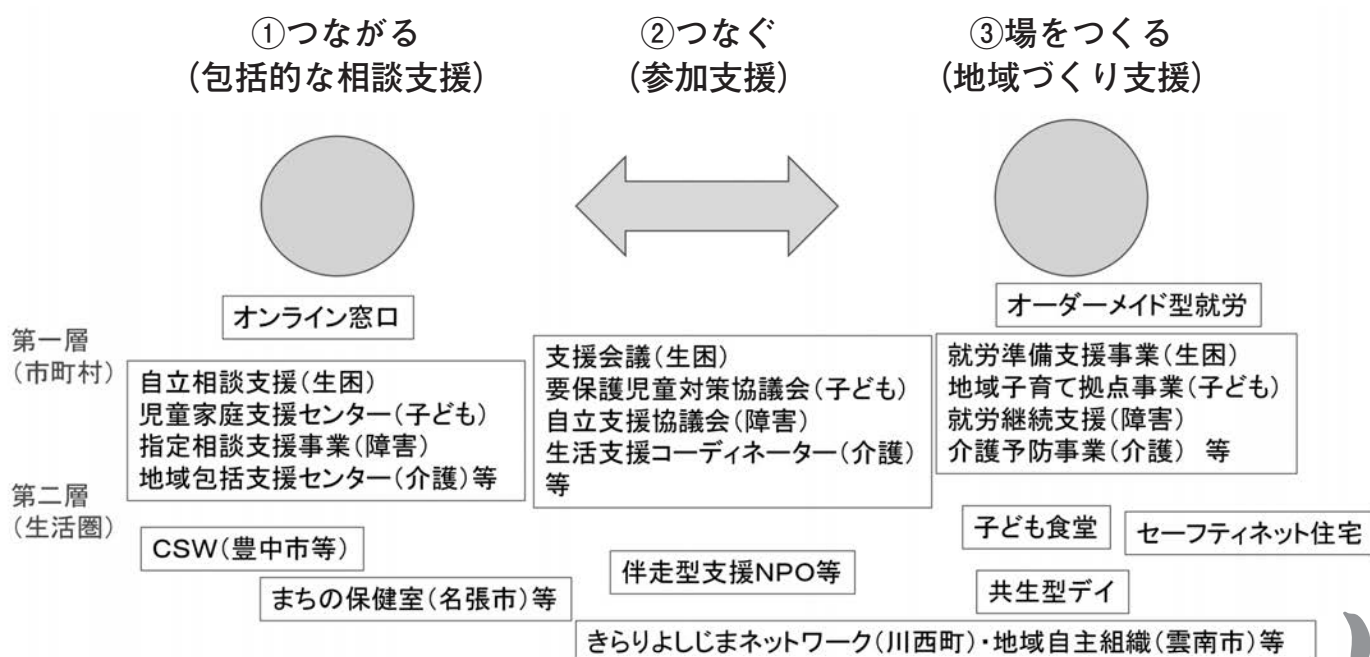 ①つながる
(包括的な相談支援)
②つなぐ
(参加支援)
③場をつくる
(地域づくり支援)
第一層
(市町村)
オンライン窓口
自立相談支援(生困)
児童家庭支援センター(子ども)
指定相談支援事業(障害)
地域包括支援センター(介護)等
支援会議(生困)
要保護児童対策協議会(子ども)
自立支援協議会(障害)
生活支援コーディネーター(介護)
等
オーダーメイド型就労
就労準備支援事業(生困)
地域子育て拠点事業(子ども)
就労継続支援(障害)
介護予防事業(介護) 等
第二層
(生活圏)
CSW(豊中市等)
まちの保健室(名張市)等
伴走型支援NPO等
子ども食堂
セーフティネット住宅
共生型デイ
きらりよしじまネットワーク(川西町)・地域自主組織(雲南市)等